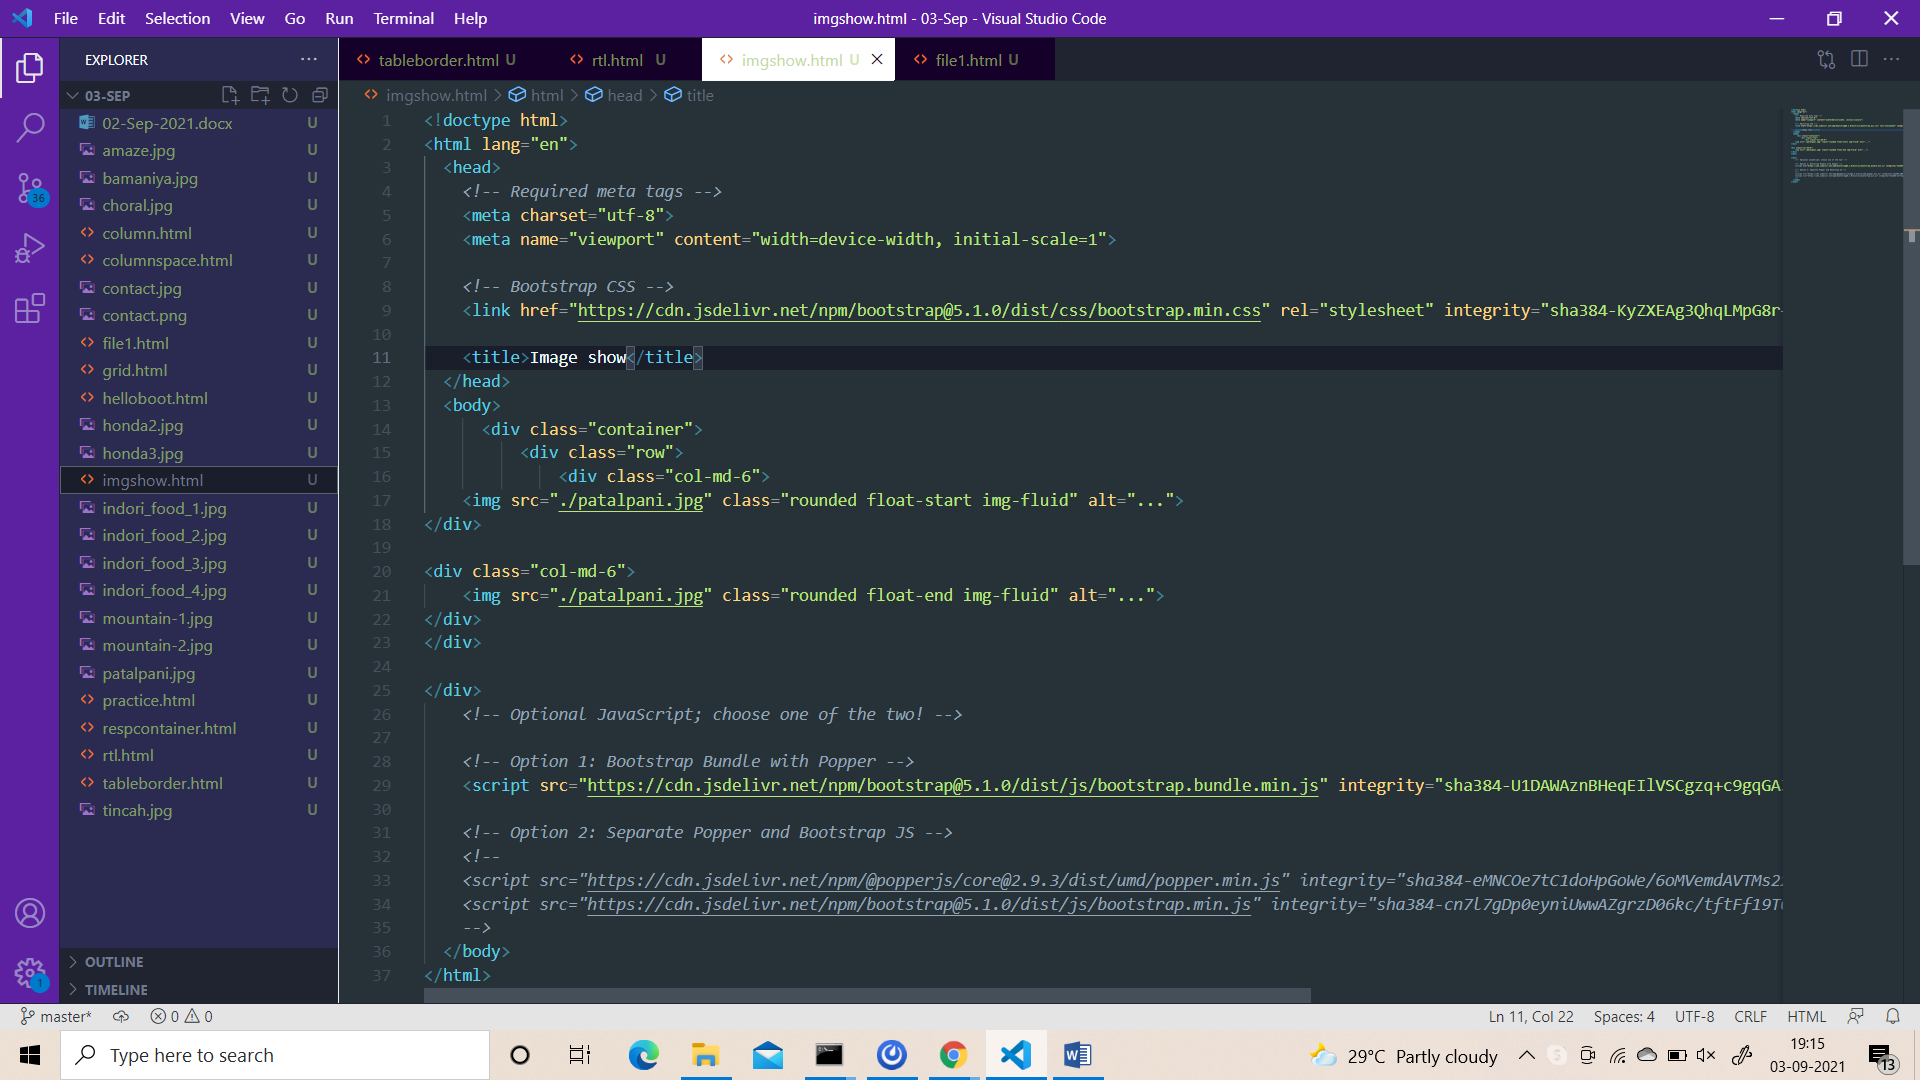 File Edit Selection View Go Run Terminal Help
imgshow.html - 03-Sep - Visual Studio Code
EXPLORER
03-SEP
02-Sep-2021.docx U
amaze.jpg U
bamaniya.jpg U
choral.jpg U
column.html U
columnspace.html U
contact.jpg U
contact.png U
file1.html U
grid.html U
helloboot.html U
honda2.jpg U
honda3.jpg U
imgshow.html U
indori_food_1.jpg U
indori_food_2.jpg U
indori_food_3.jpg U
indori_food_4.jpg U
mountain-1.jpg U
mountain-2.jpg U
patalpani.jpg U
practice.html U
respcontainer.html U
rtl.html U
tableborder.html U
tincah.jpg U
OUTLINE
TIMELINE
36
1
tableborder.html U
rtl.html U
imgshow.html U
file1.html U
imgshow.html > html > head > title
1 <!doctype html>
2 <html lang="en">
3 <head>
4 <!-- Required meta tags -->
5 <meta charset="utf-8">
6 <meta name="viewport" content="width=device-width, initial-scale=1">
7
8 <!-- Bootstrap CSS -->
9 <link href="https://cdn.jsdelivr.net/npm/bootstrap@5.1.0/dist/css/bootstrap.min.css" rel="stylesheet" integrity="sha384-KyZXEAg3QhqLMpG8r
10
11 <title>Image show</title>
12 </head>
13 <body>
14 <div class="container">
15 <div class="row">
16 <div class="col-md-6">
17 <img src="./patalpani.jpg" class="rounded float-start img-fluid" alt="...">
18 </div>
19
20 <div class="col-md-6">
21 <img src="./patalpani.jpg" class="rounded float-end img-fluid" alt="...">
22 </div>
23 </div>
24
25 </div>
26 <!-- Optional JavaScript; choose one of the two! -->
27
28 <!-- Option 1: Bootstrap Bundle with Popper -->
29 <script src="https://cdn.jsdelivr.net/npm/bootstrap@5.1.0/dist/js/bootstrap.bundle.min.js" integrity="sha384-U1DAWAznBHeqEIlVSCgzq+c9gqGA
30
31 <!-- Option 2: Separate Popper and Bootstrap JS -->
32 <!--
33 <script src="https://cdn.jsdelivr.net/npm/@popperjs/core@2.9.3/dist/umd/popper.min.js" integrity="sha384-eMNCOe7tC1doHpGoWe/6oMVemdAVTMs2
34 <script src="https://cdn.jsdelivr.net/npm/bootstrap@5.1.0/dist/js/bootstrap.min.js" integrity="sha384-cn7l7gDp0eyniUwwAZgrzD06kc/tftFf19T
35 -->
36 </body>
37 </html>
master* 0 0
Ln 11, Col 22 Spaces: 4 UTF-8 CRLF HTML
Type here to search
29°C Partly cloudy
19:15
03-09-2021
13